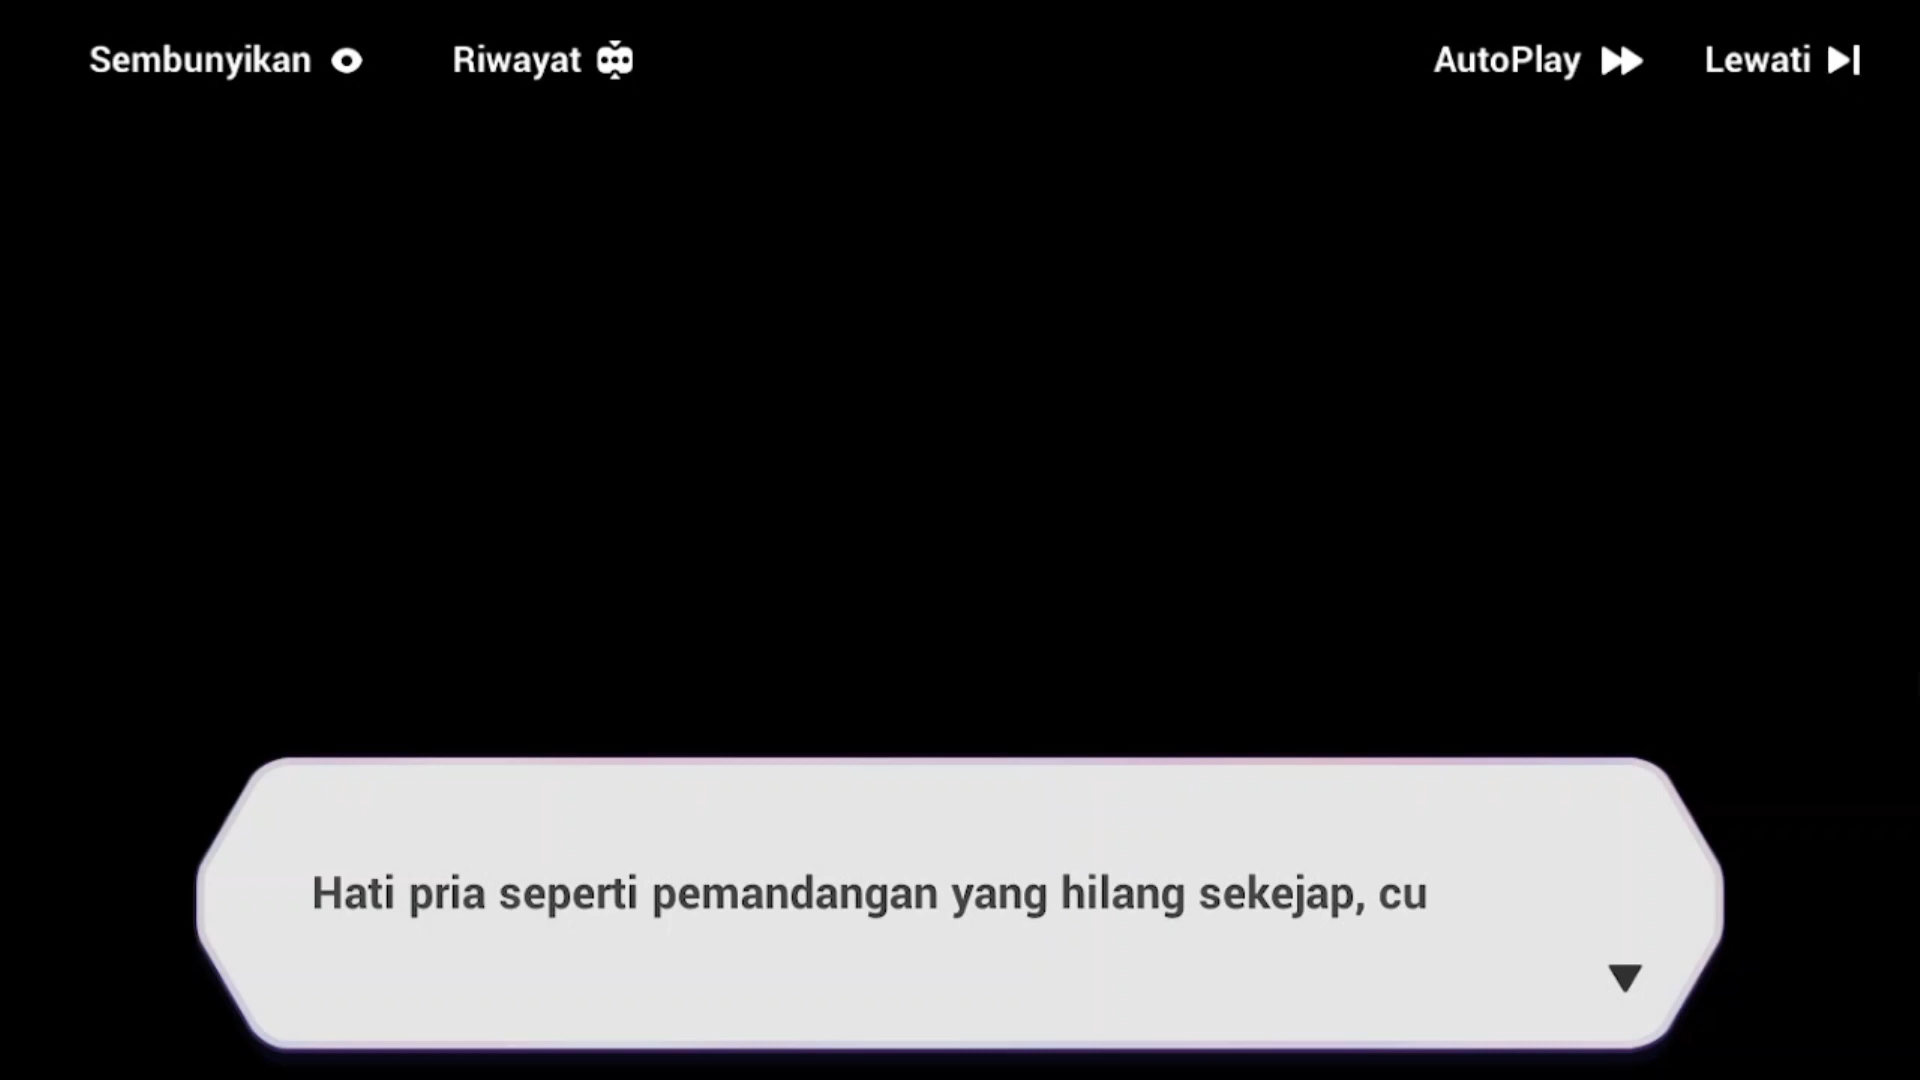 Sembunyikan
Riwayat
AutoPlay
Lewati
Hati pria seperti pemandangan yang hilang sekejap, cu